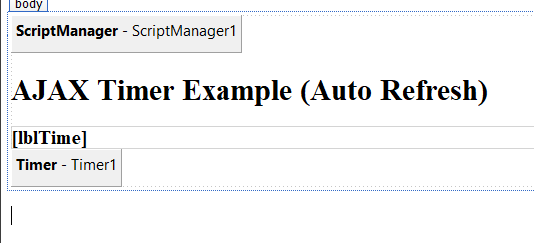 body
ScriptManager - ScriptManager1
AJAX Timer Example (Auto Refresh)
[lblTime]
Timer - Timer1